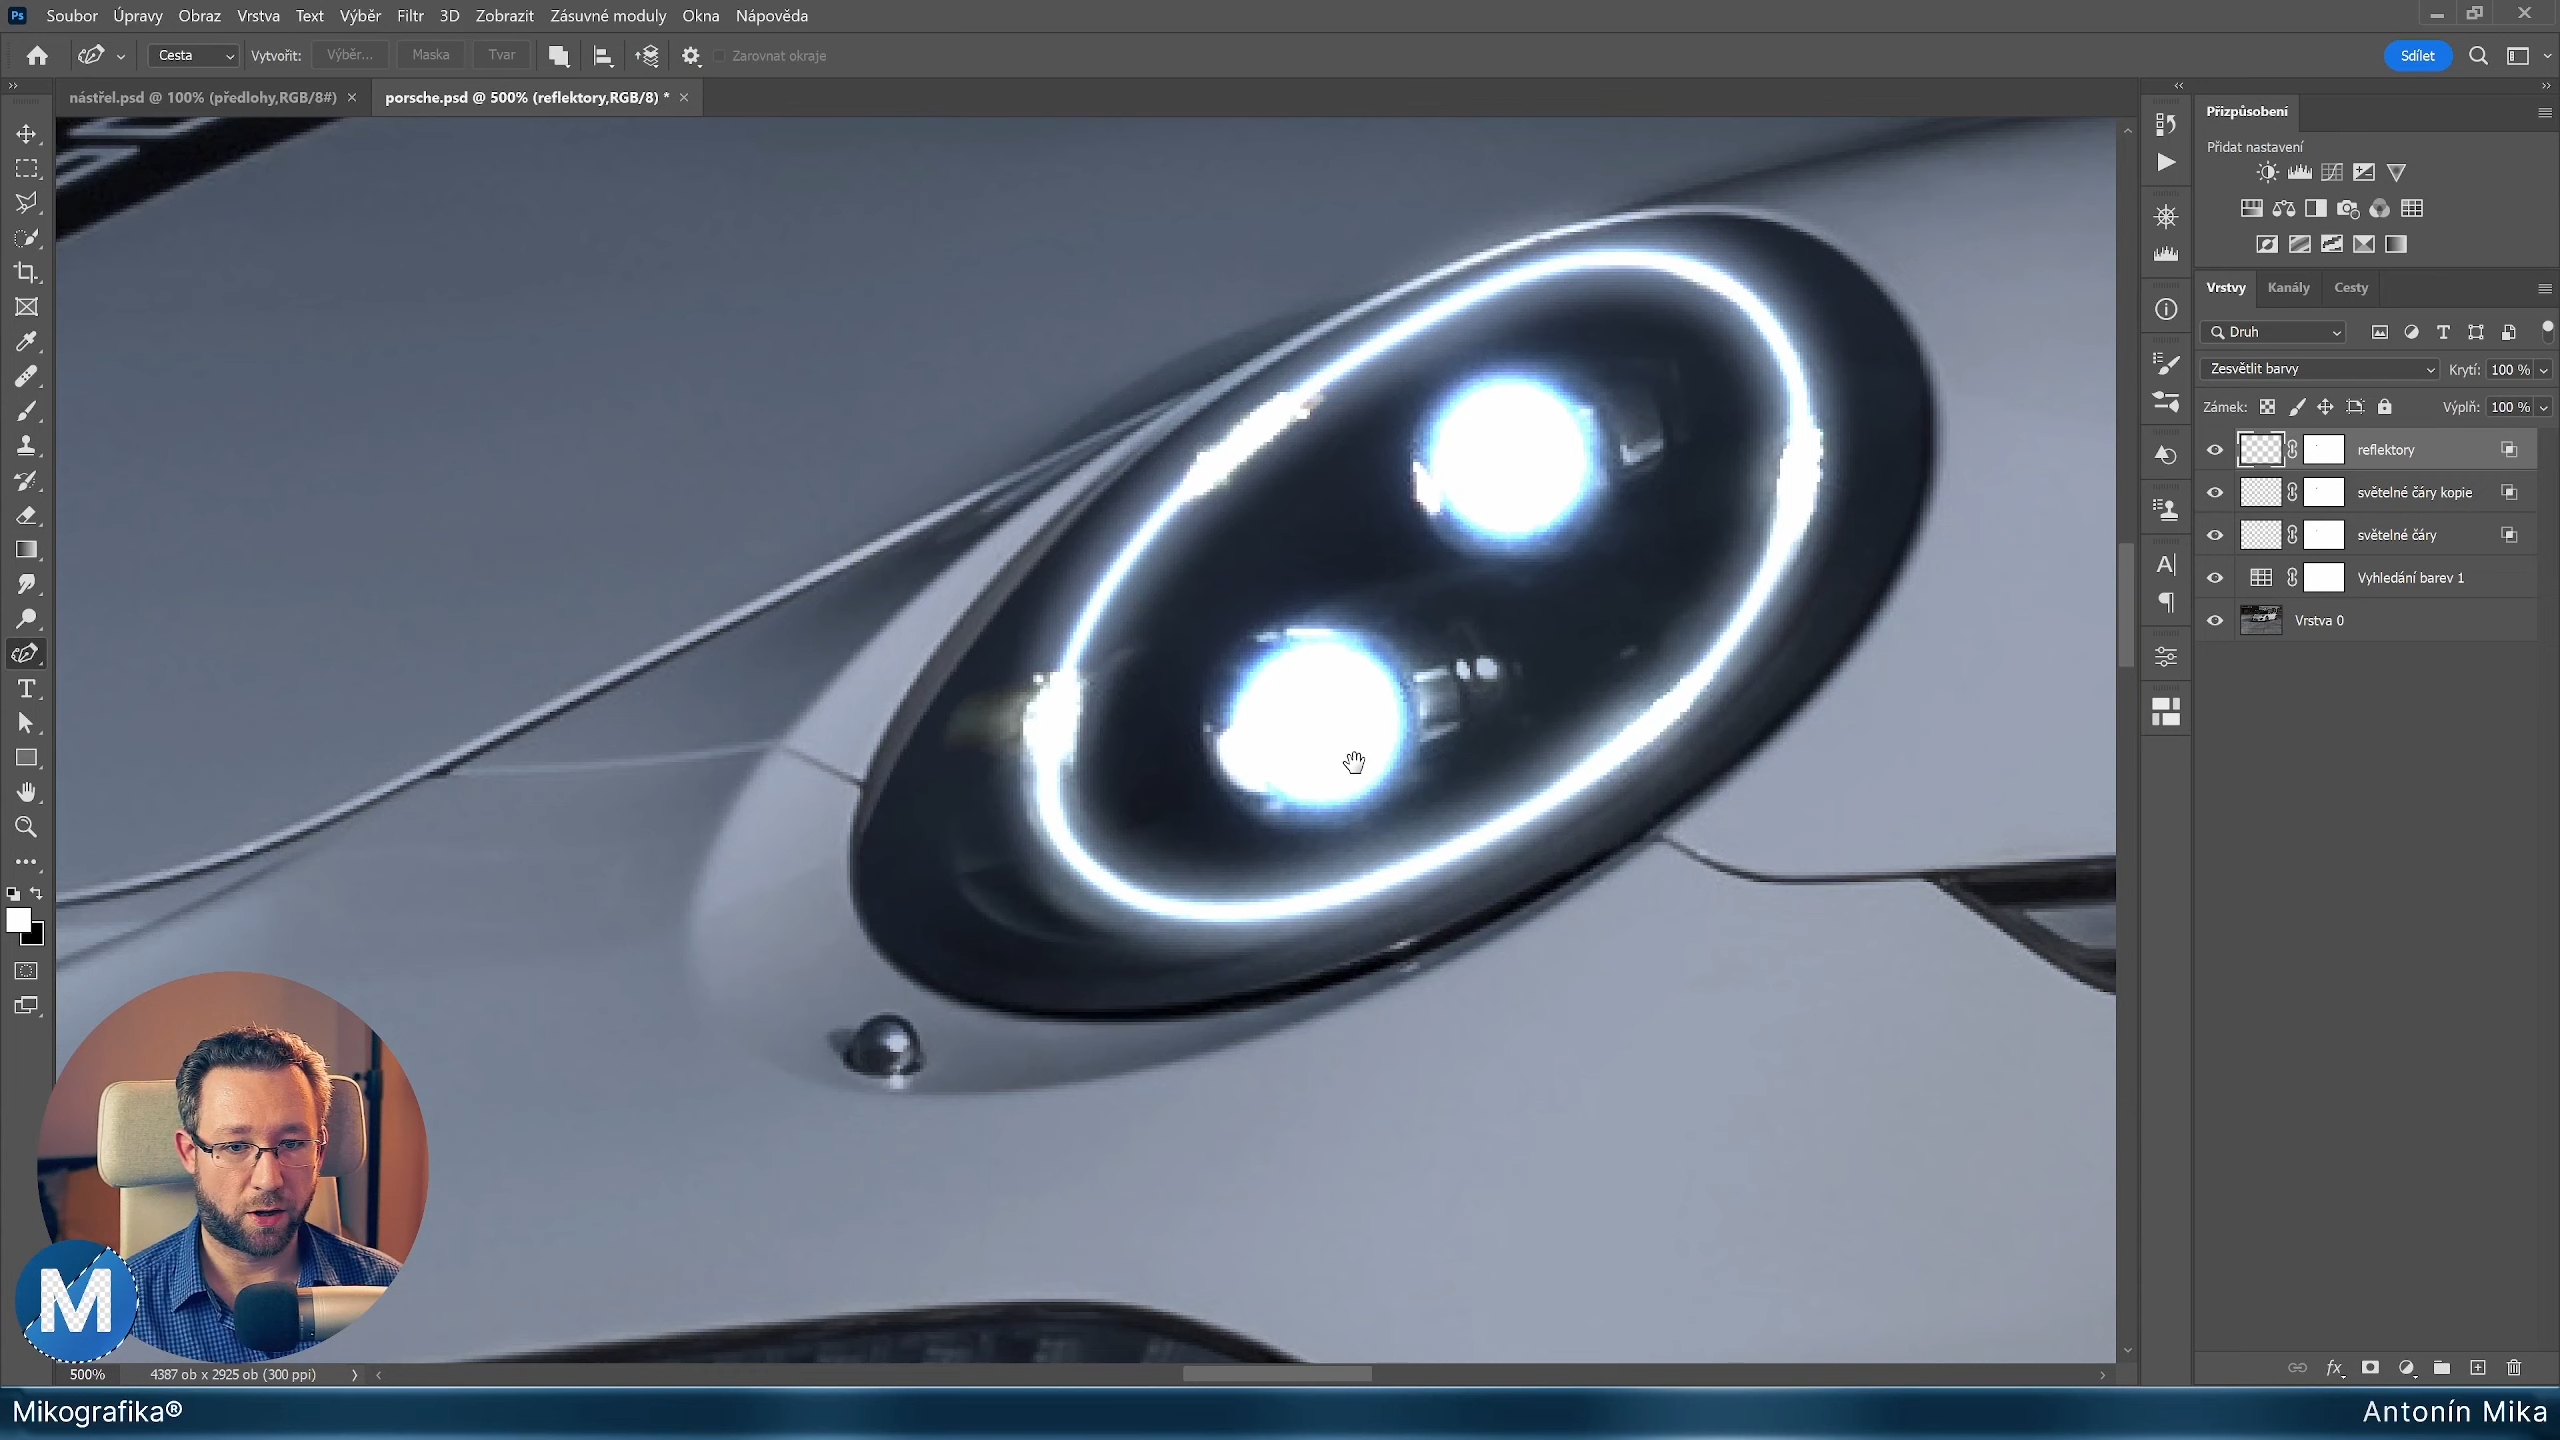 Ps Soubor Úpravy Obraz Vrstva Text Výběr Filtr 3D Zobrazit Zásuvné moduly Okna Nápověda
Cesta Vytvořit: Výběr... Maska Tvar Zarovnat okraje Sdílet
nástřel.psd @ 100% (předlohy,RGB/8#) × porsche.psd @ 500% (reflektory,RGB/8) * ×
Přizpůsobení
Přidat nastavení
Vrstvy Kanály Cesty
Druh
Zesvětlit barvy Krytí: 100 %
Zámek: Výplň: 100 %
reflektory
světelné čáry kopie
světelné čáry
Vyhledání barev 1
Vrstva 0
M
500% 4387 ob x 2925 ob (300 ppi)
Mikografika® Antonín Mika